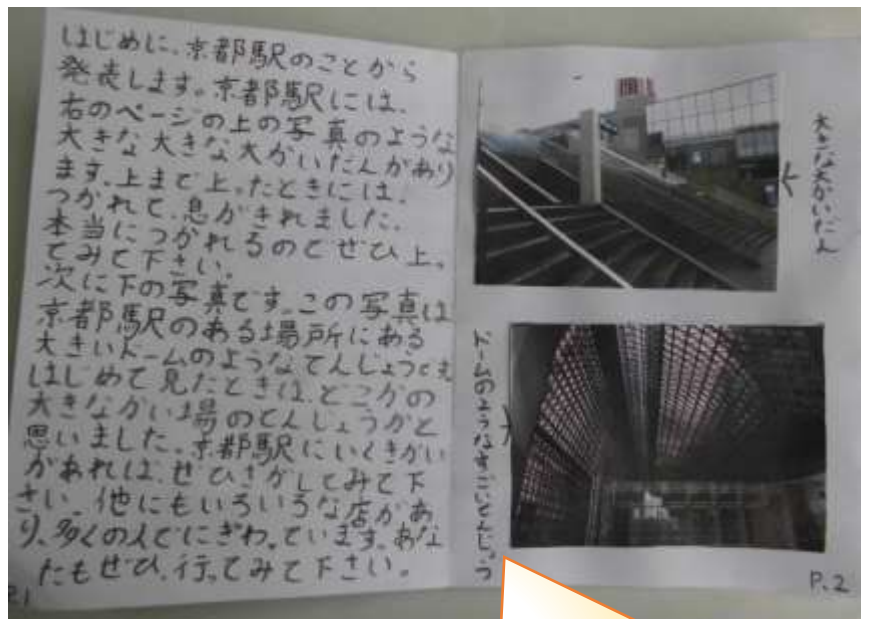 はじめに、京都駅のことから
発表します。京都駅には、
右のページの上の写真のような
大きな大きな大かいだんがあり
ます。上まで上ったときには、
つかれて、息がきれました。
本当につかれるのでぜひ上っ
てみて下さい。
次に下の写真です。この写真は
京都駅のある場所にある
大きいドームのようなてんじょうです
はじめて見たときは、どこかの
大きなかい場のてんじょうかと
思いました。京都駅にいくきかい
があれば、ぜひさがしてみて下
さい。他にもいろいろな店があ
り、多くの人でにぎわっています。あな
たもぜひ、行ってみて下さい。
P.1
大きな大かいだん
ドームのようなすごいてんじょう
P.2